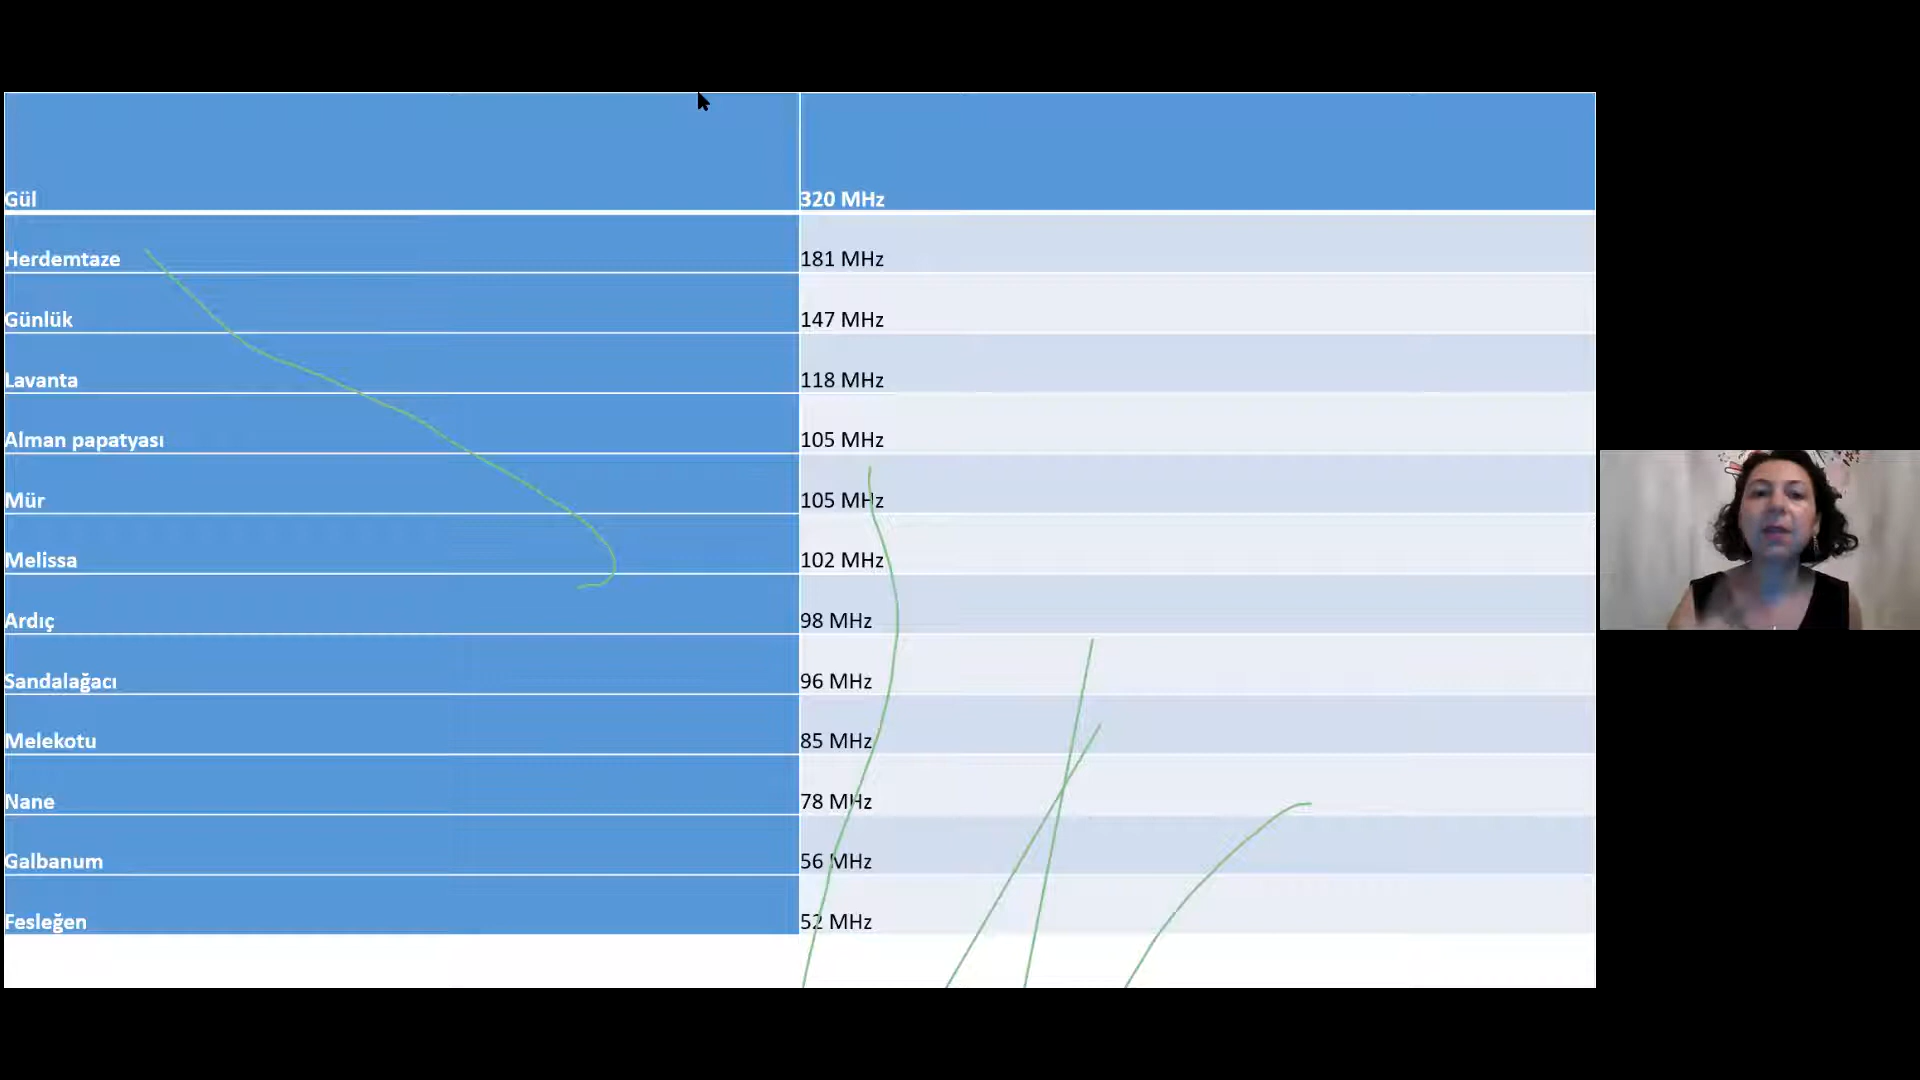 Gül 320 MHz
Herdemtaze 181 MHz
Günlük 147 MHz
Lavanta 118 MHz
Alman papatyası 105 MHz
Mür 105 MHz
Melissa 102 MHz
Ardıç 98 MHz
Sandalağacı 96 MHz
Melekotu 85 MHz
Nane 78 MHz
Galbanum 56 MHz
Fesleğen 52 MHz